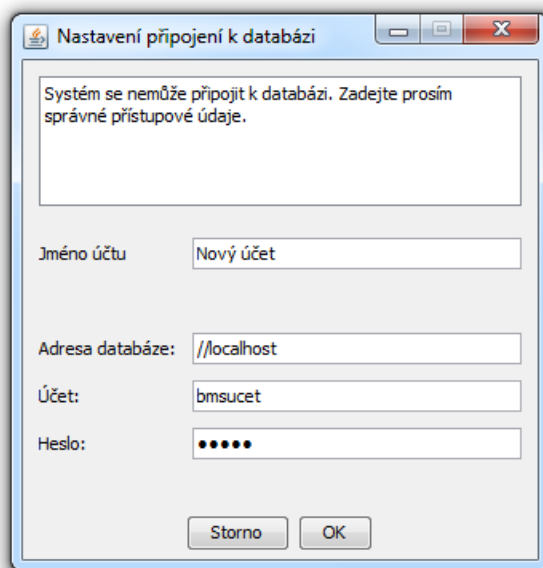 Nastavení připojení k databázi
Systém se nemůže připojit k databázi. Zadejte prosím
správné přístupové údaje.
Jméno účtu Nový účet
Adresa databáze: //localhost
Účet: bmsucet
Heslo: •••••
Storno OK